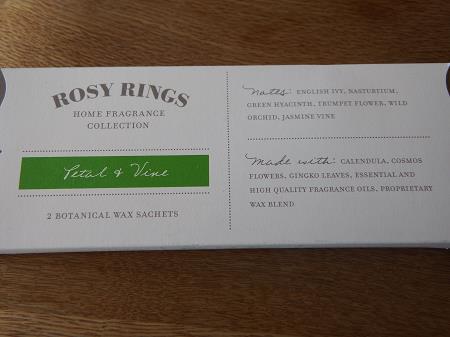 ROSY RINGS
HOME FRAGRANCE
COLLECTION
Petal & Vine
2 BOTANICAL WAX SACHETS
Notes: ENGLISH IVY, NASTURTIUM,
GREEN HYACINTH, TRUMPET FLOWER, WILD
ORCHID, JASMINE VINE
Made with: CALENDULA, COSMOS
FLOWERS, GINGKO LEAVES, ESSENTIAL AND
HIGH QUALITY FRAGRANCE OILS, PROPRIETARY
WAX BLEND